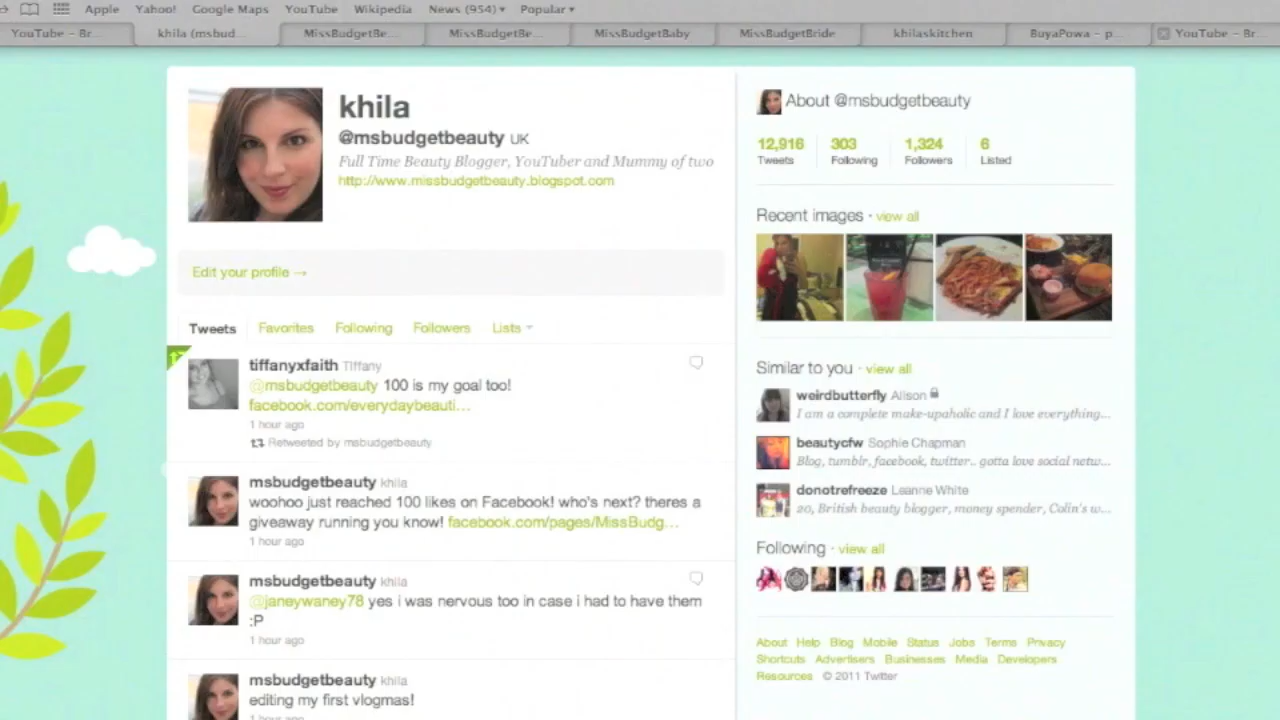 Apple Yahoo! Google Maps YouTube Wikipedia News (954) Popular
YouTube – Br... khila (msbud... MissBudgetBe... MissBudgetBe... MissBudgetBaby MissBudgetBride khilaskitchen BuyaPowa – p... YouTube – Br...
khila
@msbudgetbeauty UK
Full Time Beauty Blogger, YouTuber and Mummy of two
http://www.missbudgetbeauty.blogspot.com
Edit your profile →
Tweets Favorites Following Followers Lists
tiffanyxfaith Tiffany
@msbudgetbeauty 100 is my goal too!
facebook.com/everydaybeauti...
1 hour ago
Retweeted by msbudgetbeauty
msbudgetbeauty khila
woohoo just reached 100 likes on Facebook! who's next? theres a
giveaway running you know! facebook.com/pages/MissBudg...
1 hour ago
msbudgetbeauty khila
@janeywaney78 yes i was nervous too in case i had to have them
:P
1 hour ago
msbudgetbeauty khila
editing my first vlogmas!
1 hour ago
About @msbudgetbeauty
12,916 303 1,324 6
Tweets Following Followers Listed
Recent images · view all
Similar to you · view all
weirdbutterfly Alison
I am a complete make-upaholic and I love everything...
beautycfw Sophie Chapman
Blog, tumblr, facebook, twitter.. gotta love social netw...
donotrefreeze Leanne White
20, British beauty blogger, money spender, Colin's w...
Following · view all
About Help Blog Mobile Status Jobs Terms Privacy
Shortcuts Advertisers Businesses Media Developers
Resources © 2011 Twitter